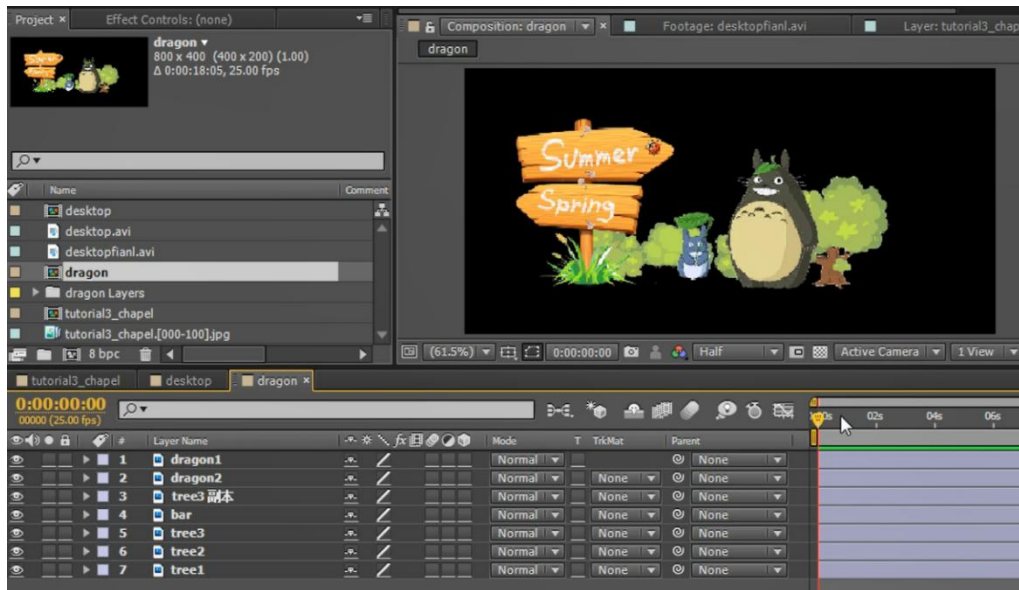 Project × Effect Controls: (none)
dragon
800 x 400 (400 x 200) (1.00)
Δ 0:00:18:05, 25.00 fps
Name Comment
desktop
desktop.avi
desktopfianl.avi
dragon
dragon Layers
tutorial3_chapel
tutorial3_chapel.[000-100].jpg
8 bpc
Composition: dragon × Footage: desktopfianl.avi Layer: tutorial3_chap
dragon
Summer
Spring
(61.5%) 0:00:00:00 Half Active Camera 1 View
tutorial3_chapel desktop dragon ×
0:00:00:00
00000 (25.00 fps)
02s 04s 06s
# Layer Name fx Mode T TrkMat Parent
1 dragon1 Normal None
2 dragon2 Normal None None
3 tree3 副本 Normal None None
4 bar Normal None None
5 tree3 Normal None None
6 tree2 Normal None None
7 tree1 Normal None None